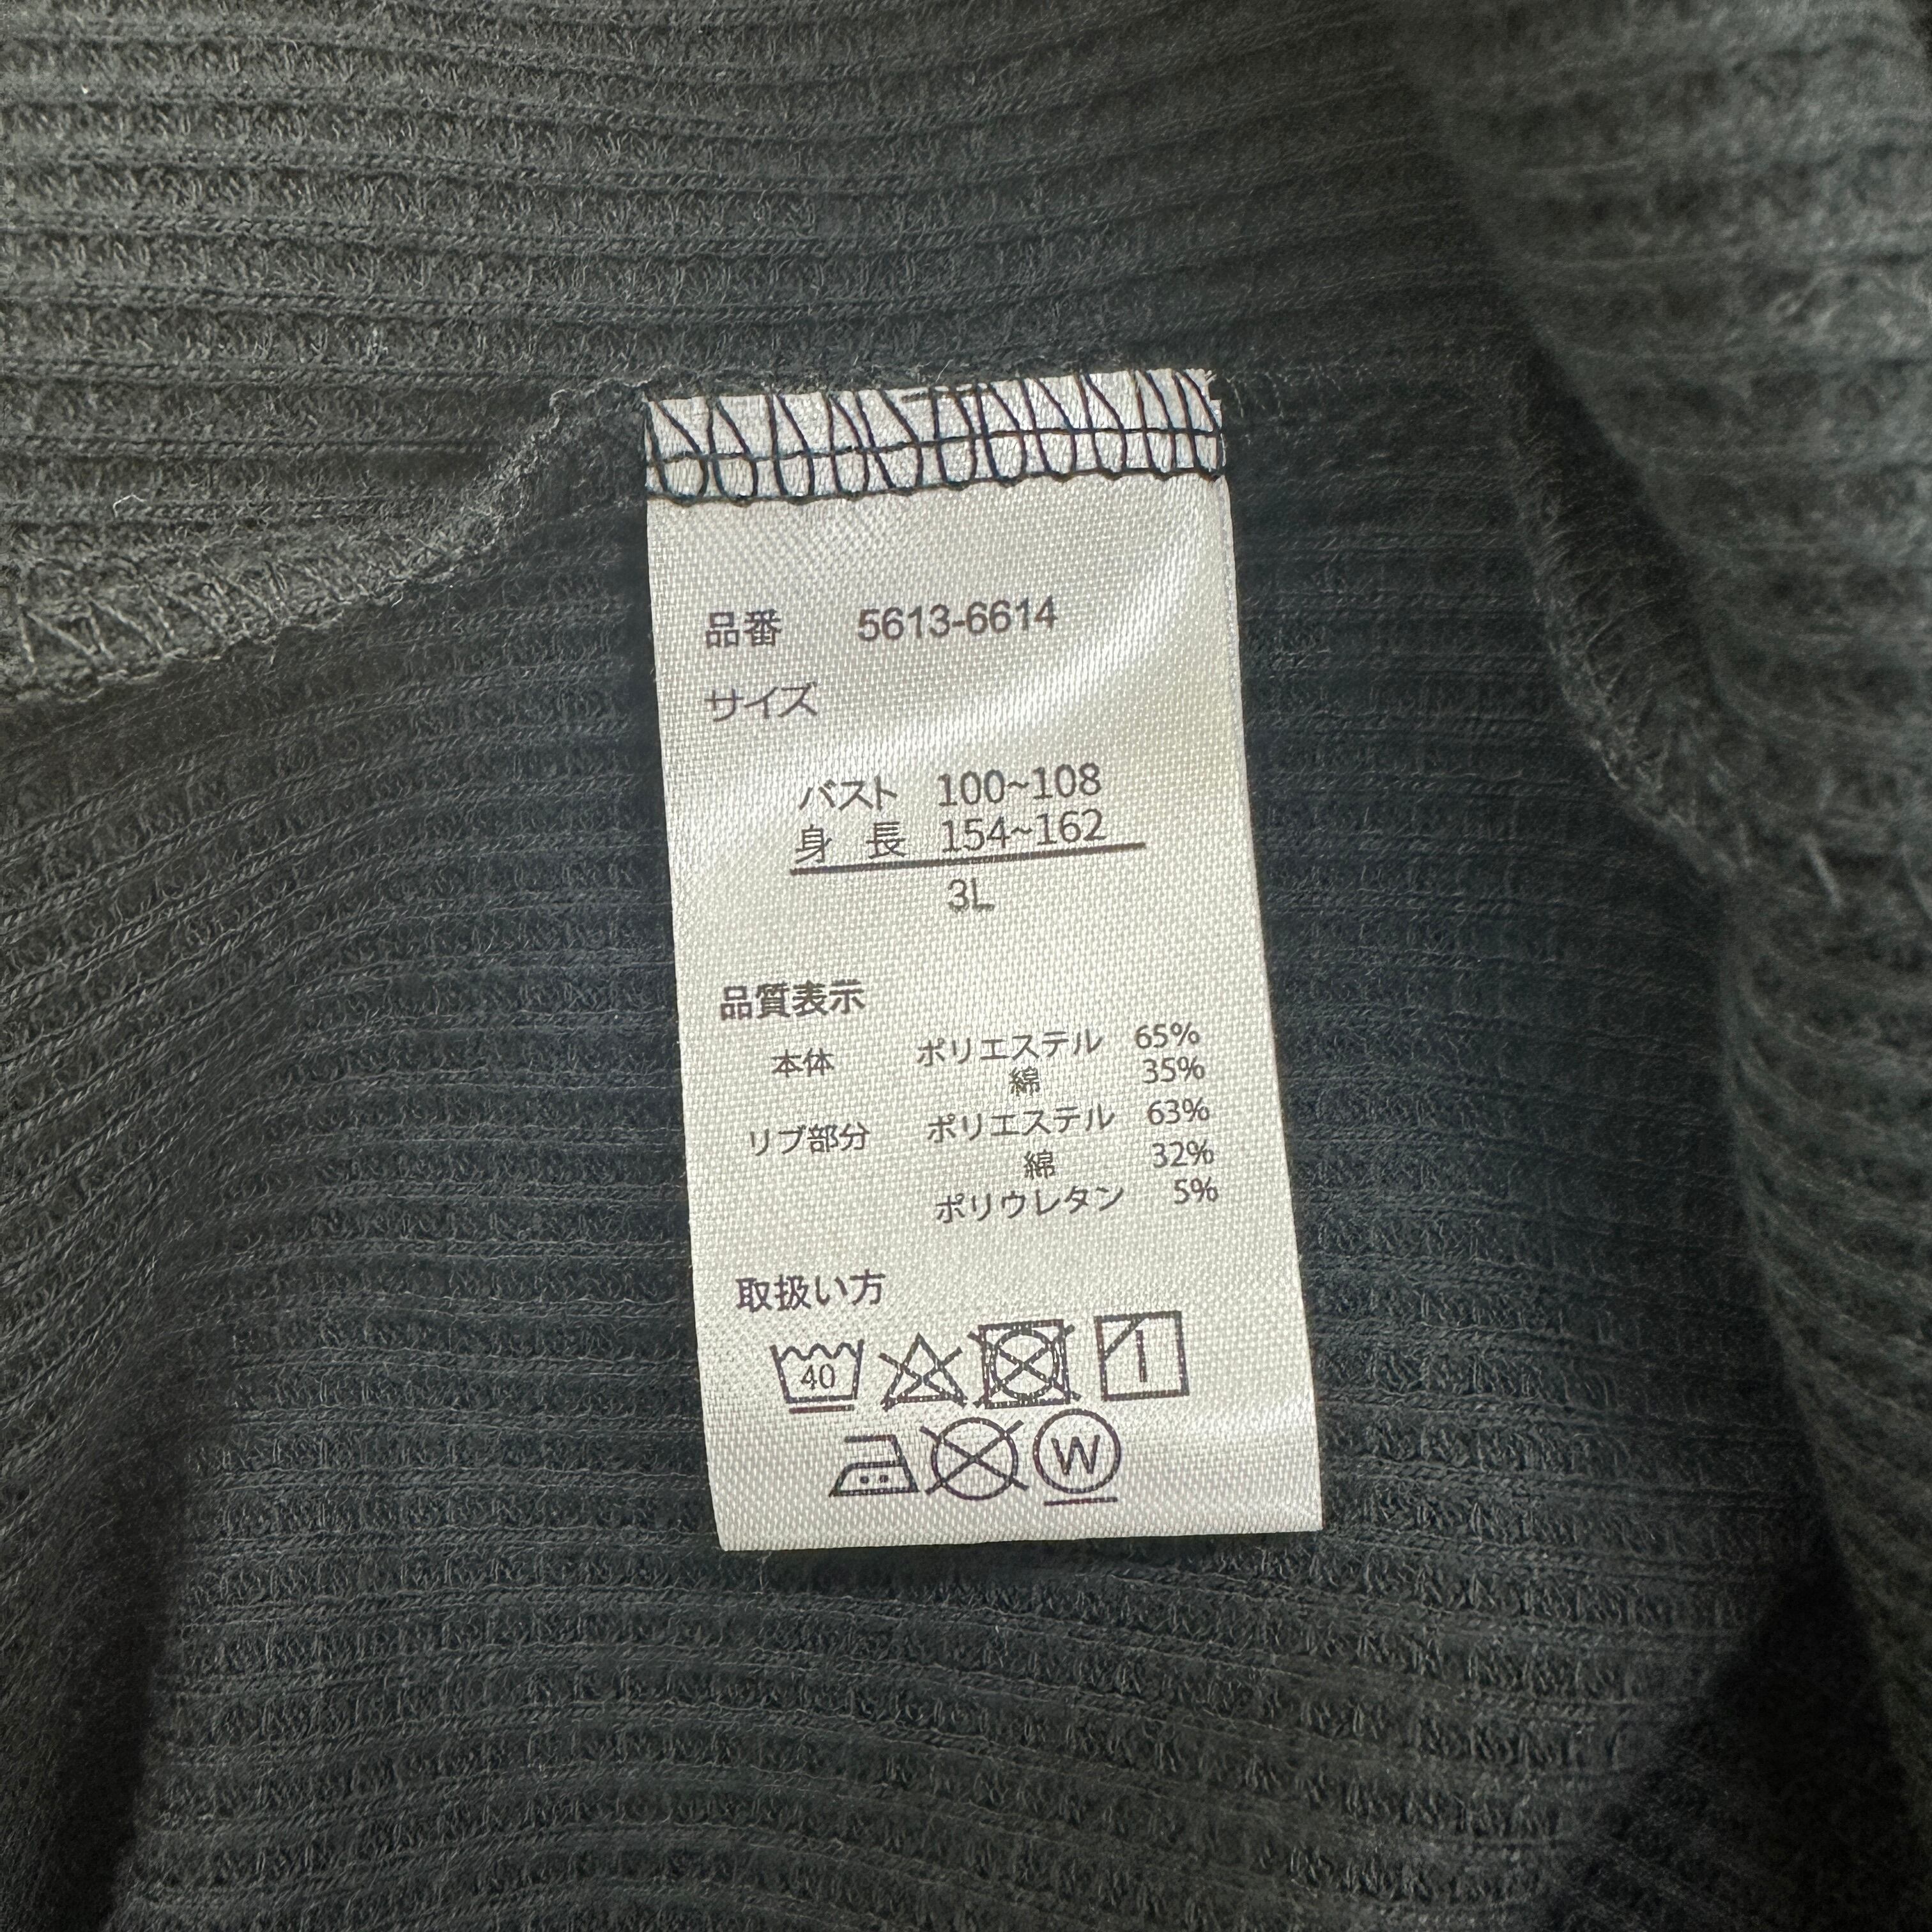 品番 5613-6614
サイズ
バスト 100~108
身長 154~162
3L
品質表示
本体 ポリエステル 65%
綿 35%
リブ部分 ポリエステル 63%
綿 32%
ポリウレタン 5%
取扱い方
40
W